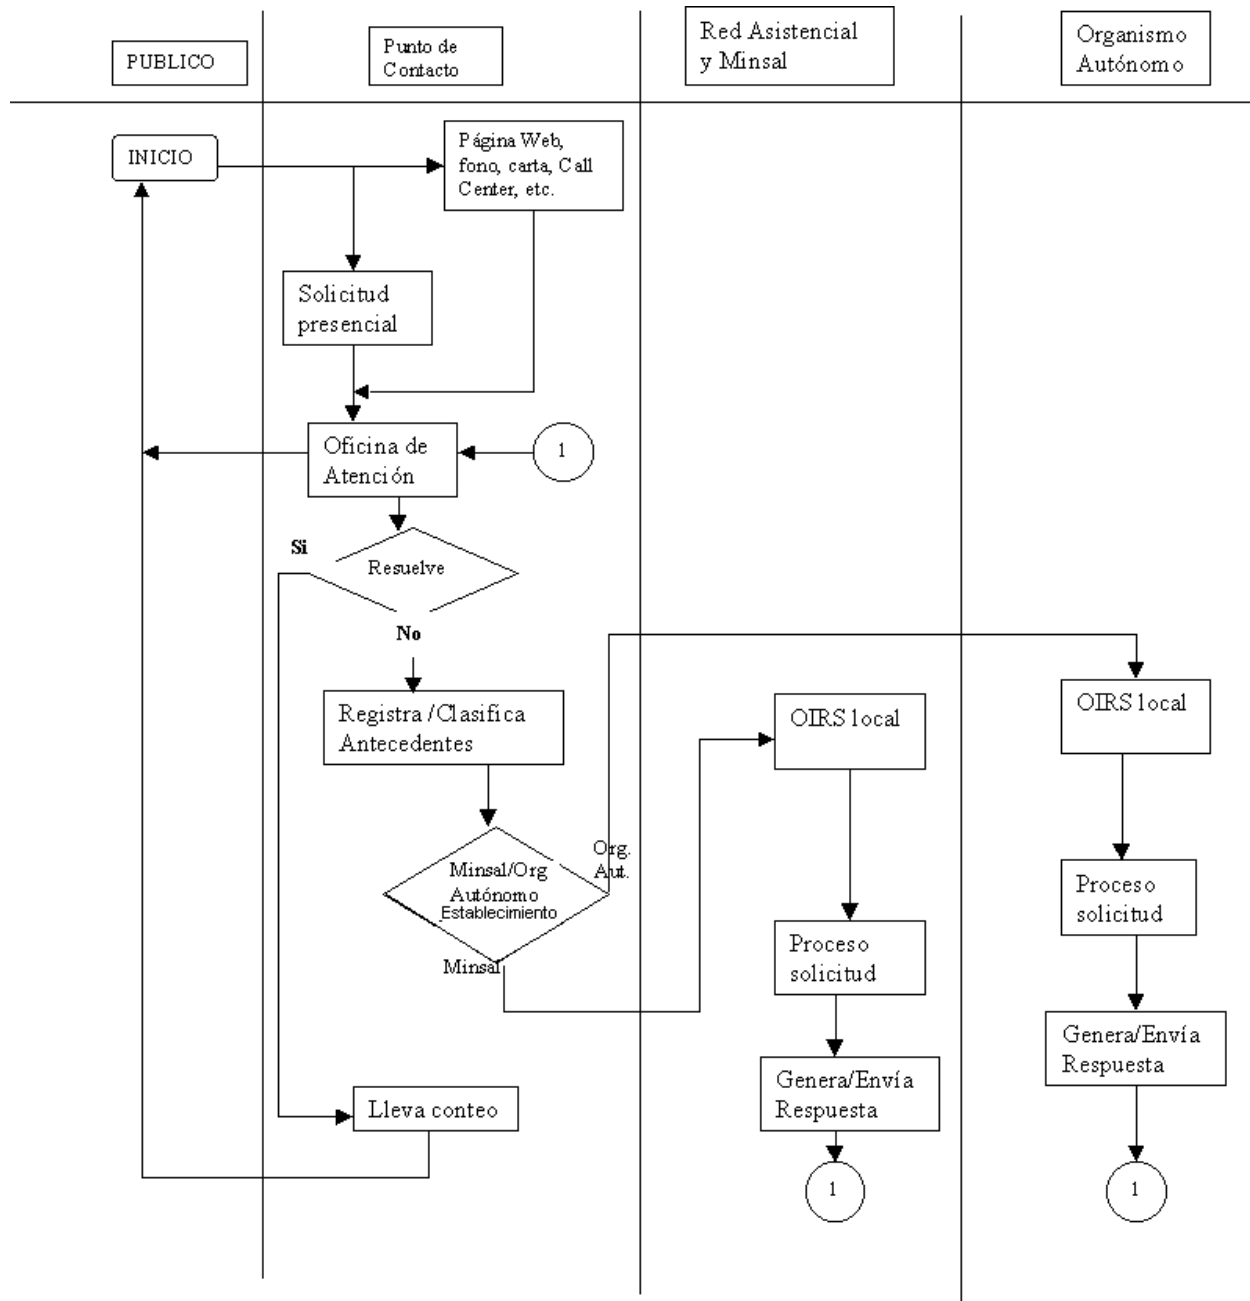 PUBLICO
Punto de
Contacto
Red Asistencial
y Minsal
Organismo
Autónomo
INICIO
Página Web,
fono, carta, Call
Center, etc.
Solicitud
presencial
Oficina de
Atención
1
Si
Resuelve
No
Registra /Clasifica
Antecedentes
OIRS local
OIRS local
Org.
Aut.
Minsal/Org
Autónomo
Establecimiento
Minsal
Proceso
solicitud
Proceso
solicitud
Genera/Envía
Respuesta
Genera/Envía
Respuesta
Lleva conteo
1
1